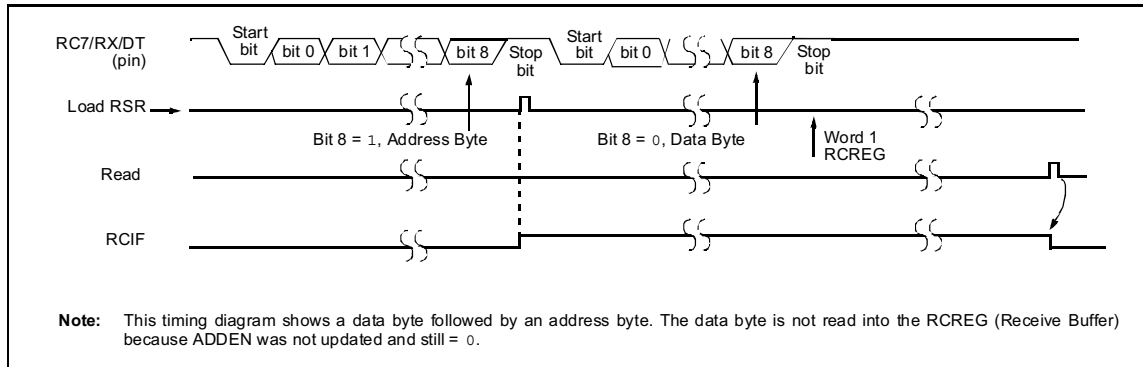 RC7/RX/DT
(pin)
Start
bit
bit 0
bit 1
bit 8
Stop
bit
Start
bit
bit 0
bit 8
Stop
bit
Load RSR
Bit 8 = 1, Address Byte
Bit 8 = 0, Data Byte
Word 1
RCREG
Read
RCIF
Note: This timing diagram shows a data byte followed by an address byte. The data byte is not read into the RCREG (Receive Buffer)
because ADDEN was not updated and still = 0.